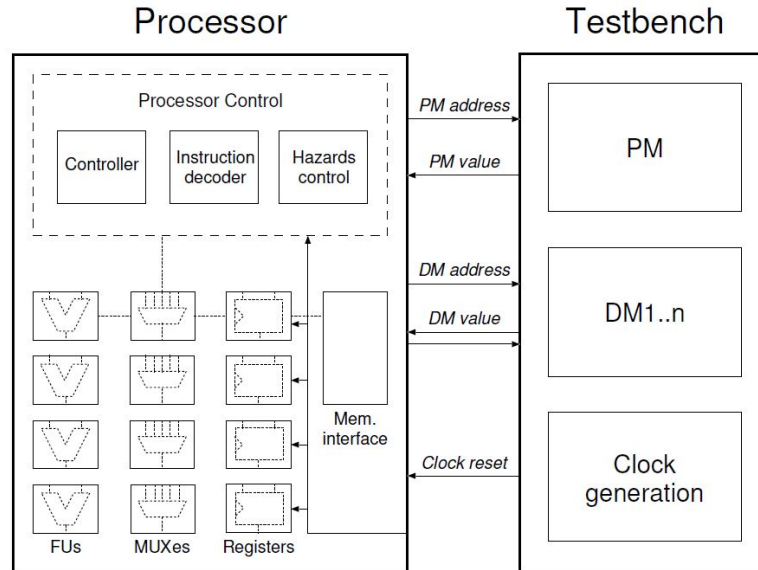 Processor
Testbench
Processor Control
Controller
Instruction
decoder
Hazards
control
PM address
PM value
PM
DM address
DM value
DM1..n
Mem.
interface
Clock reset
Clock
generation
FUs
MUXes
Registers